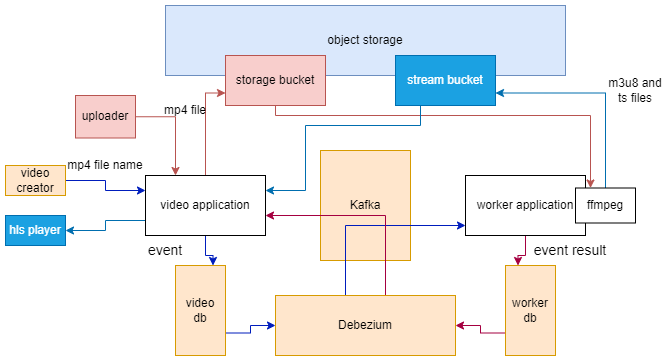 object storage
storage bucket
stream bucket
m3u8 and
ts files
mp4 file
uploader
mp4 file name
video
creator
video application
Kafka
worker application
ffmpeg
hls player
event
event result
video
db
Debezium
worker
db